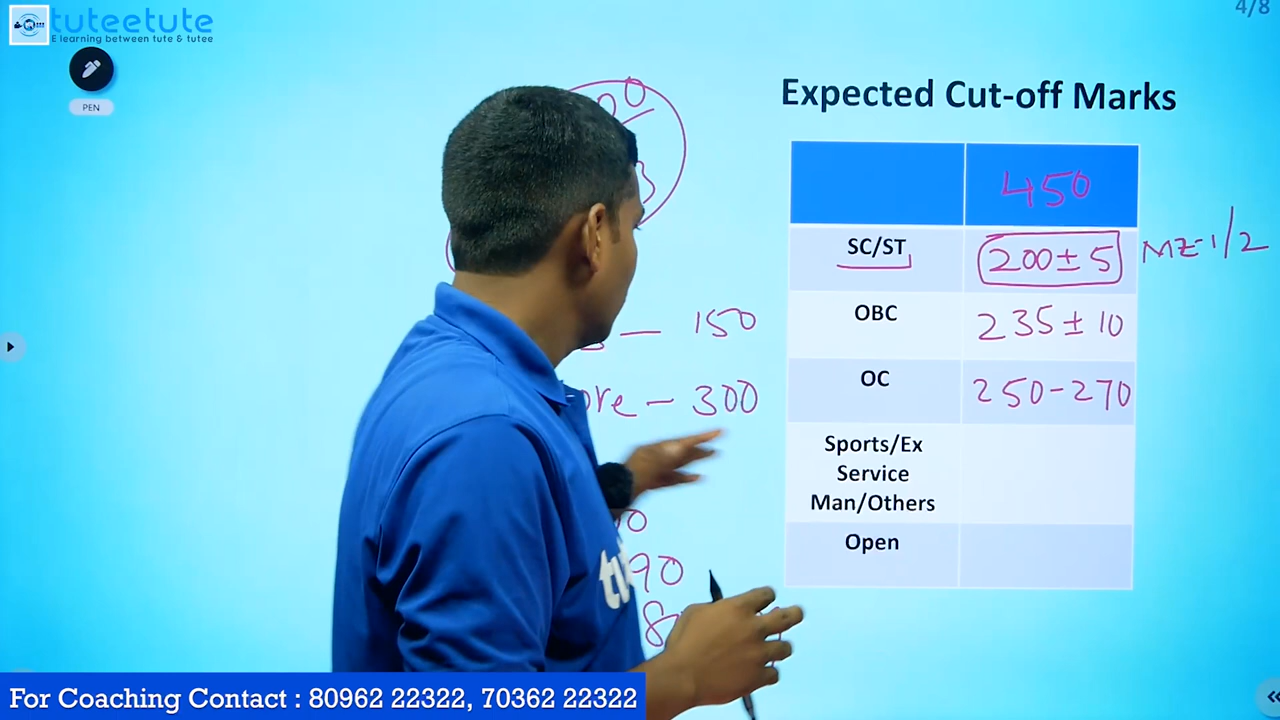 4/8
tuteetute
E learning between tute & tutee
PEN
Expected Cut-off Marks
450
SC/ST 200 ± 5 MZ-1/2
OBC 235 ± 10
OC 250-270
Sports/Ex
Service
Man/Others
Open
— 150
— 300
90
For Coaching Contact : 80962 22322, 70362 22322